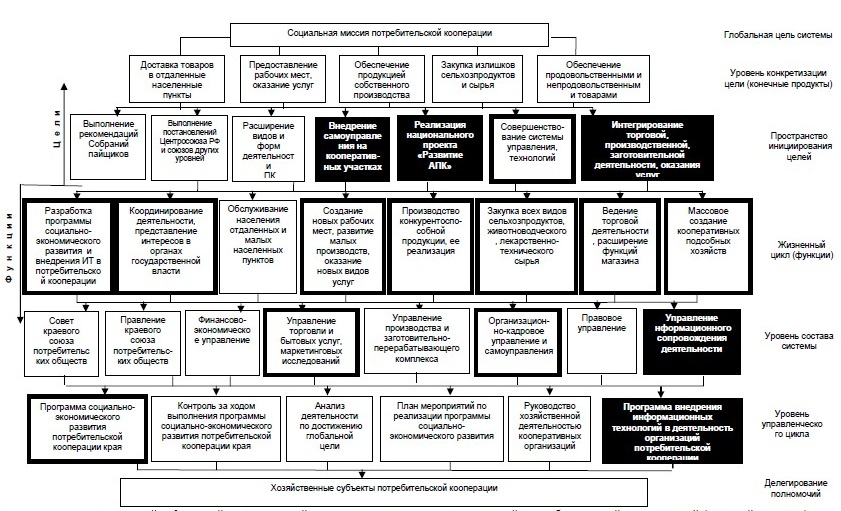 Социальная миссия потребительской кооперации
Глобальная цель системы
Доставка товаров
в отдаленные
населенные
пункты
Предоставление
рабочих мест,
оказание услуг
Обеспечение
продукцией
собственного
производства
Закупка излишков
сельхозпродуктов
и сырья
Обеспечение
продовольственными и
непродовольственным
и товарами
Уровень конкретизации
цели (конечные продукты)
Цели
Выполнение
рекомендаций
Собраний
пайщиков
Выполнение
постановлений
Центросоюза РФ
и союзов других
уровней
Расширение
видов и
форм
деятельност
и
ПК
Внедрение
самоуправле
ния на
кооператив-
ных участках
Реализация
национального
проекта
«Развитие
АПК»
Совершенство-
вание системы
управления,
технологий
Интегрирование
торговой,
производственной,
заготовительной
деятельности, оказания
услуг
Пространство
инициирования
целей
Функции
Разработка
программы
социально-
экономического
развития и
внедрения ИТ в
потребительско
й кооперации
Координирование
деятельности,
представление
интересов в
органах
государственной
власти
Обслуживание
населения
отдаленных и
малых
населенных
пунктов
Создание
новых рабочих
мест, развитие
малых
производств,
оказание
новых видов
услуг
Производство
конкурентоспо-
собной
продукции, ее
реализация
Закупка всех видов
сельхозпродуктов,
животноводческого
, лекарственно-
технического
сырья
Ведение
торговой
деятельности
, расширение
функций
магазина
Массовое
создание
кооперативных
подсобных
хозяйств
Жизненный
цикл (функции)
Совет
краевого
союза
потребительс
ких обществ
Правление
краевого
союза
потребительс-
ких обществ
Финансово-
экономическо
е управление
Управление
торговли и
бытовых услуг,
маркетинговых
исследований
Управление
производства и
заготовительно-
перерабатывающего
комплекса
Организацион-
но-кадровое
управление и
самоуправления
Правовое
управление
Управление
нформационного
сопровождения
деятельности
Уровень состава
системы
Программа социально-
экономического
развития
потребительской
кооперации края
Контроль за ходом
выполнения программы
социально-экономического
развития потребительской
кооперации края
Анализ
деятельности
по достижению
глобальной
цели
План мероприятий по
реализации программы
социально-
экономического развития
Руководство
хозяйственной
деятельностью
кооперативных
организаций
Программа внедрения
информационных
технологий в деятельность
организаций
потребительской
кооперации
Уровень
управленческо
го цикла
Хозяйственные субъекты потребительской кооперации
Делегирование
полномочий